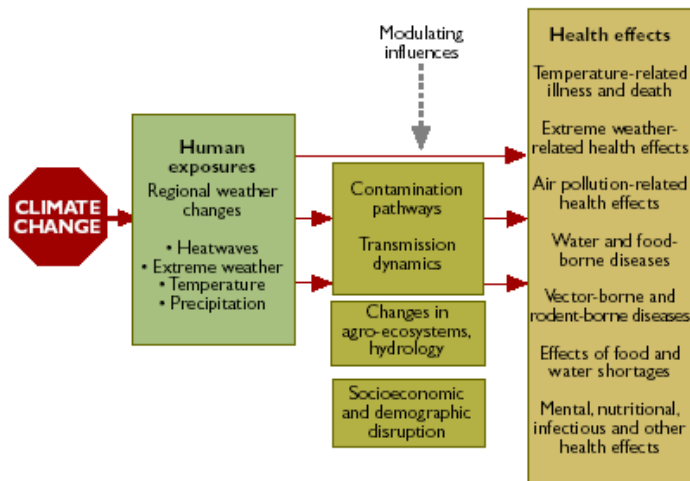 CLIMATE
CHANGE
Human
exposures
Regional weather
changes
• Heatwaves
• Extreme weather
• Temperature
• Precipitation
Modulating
influences
Contamination
pathways
Transmission
dynamics
Changes in
agro-ecosystems,
hydrology
Socioeconomic
and demographic
disruption
Health effects
Temperature-related
illness and death
Extreme weather-
related health effects
Air pollution-related
health effects
Water and food-
borne diseases
Vector-borne and
rodent-borne diseases
Effects of food and
water shortages
Mental, nutritional,
infectious and other
health effects